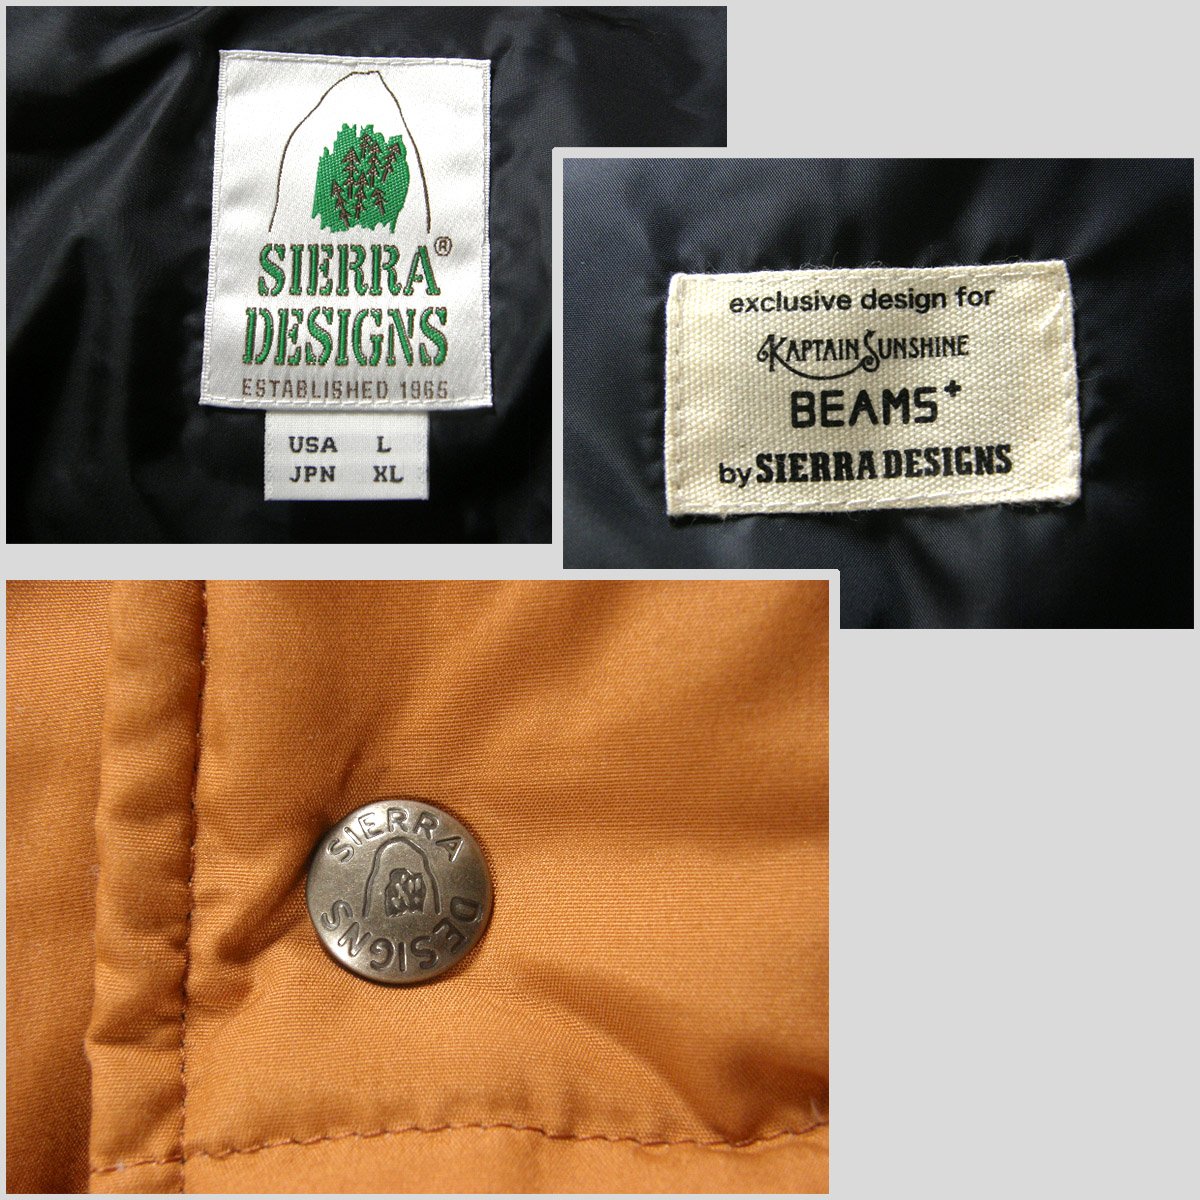 SIERRA ®
DESIGNS
ESTABLISHED 1965
USA L
JPN XL
exclusive design for
KAPTAIN SUNSHINE
BEAMS+
by SIERRA DESIGNS
SIERRA
DESIGNS